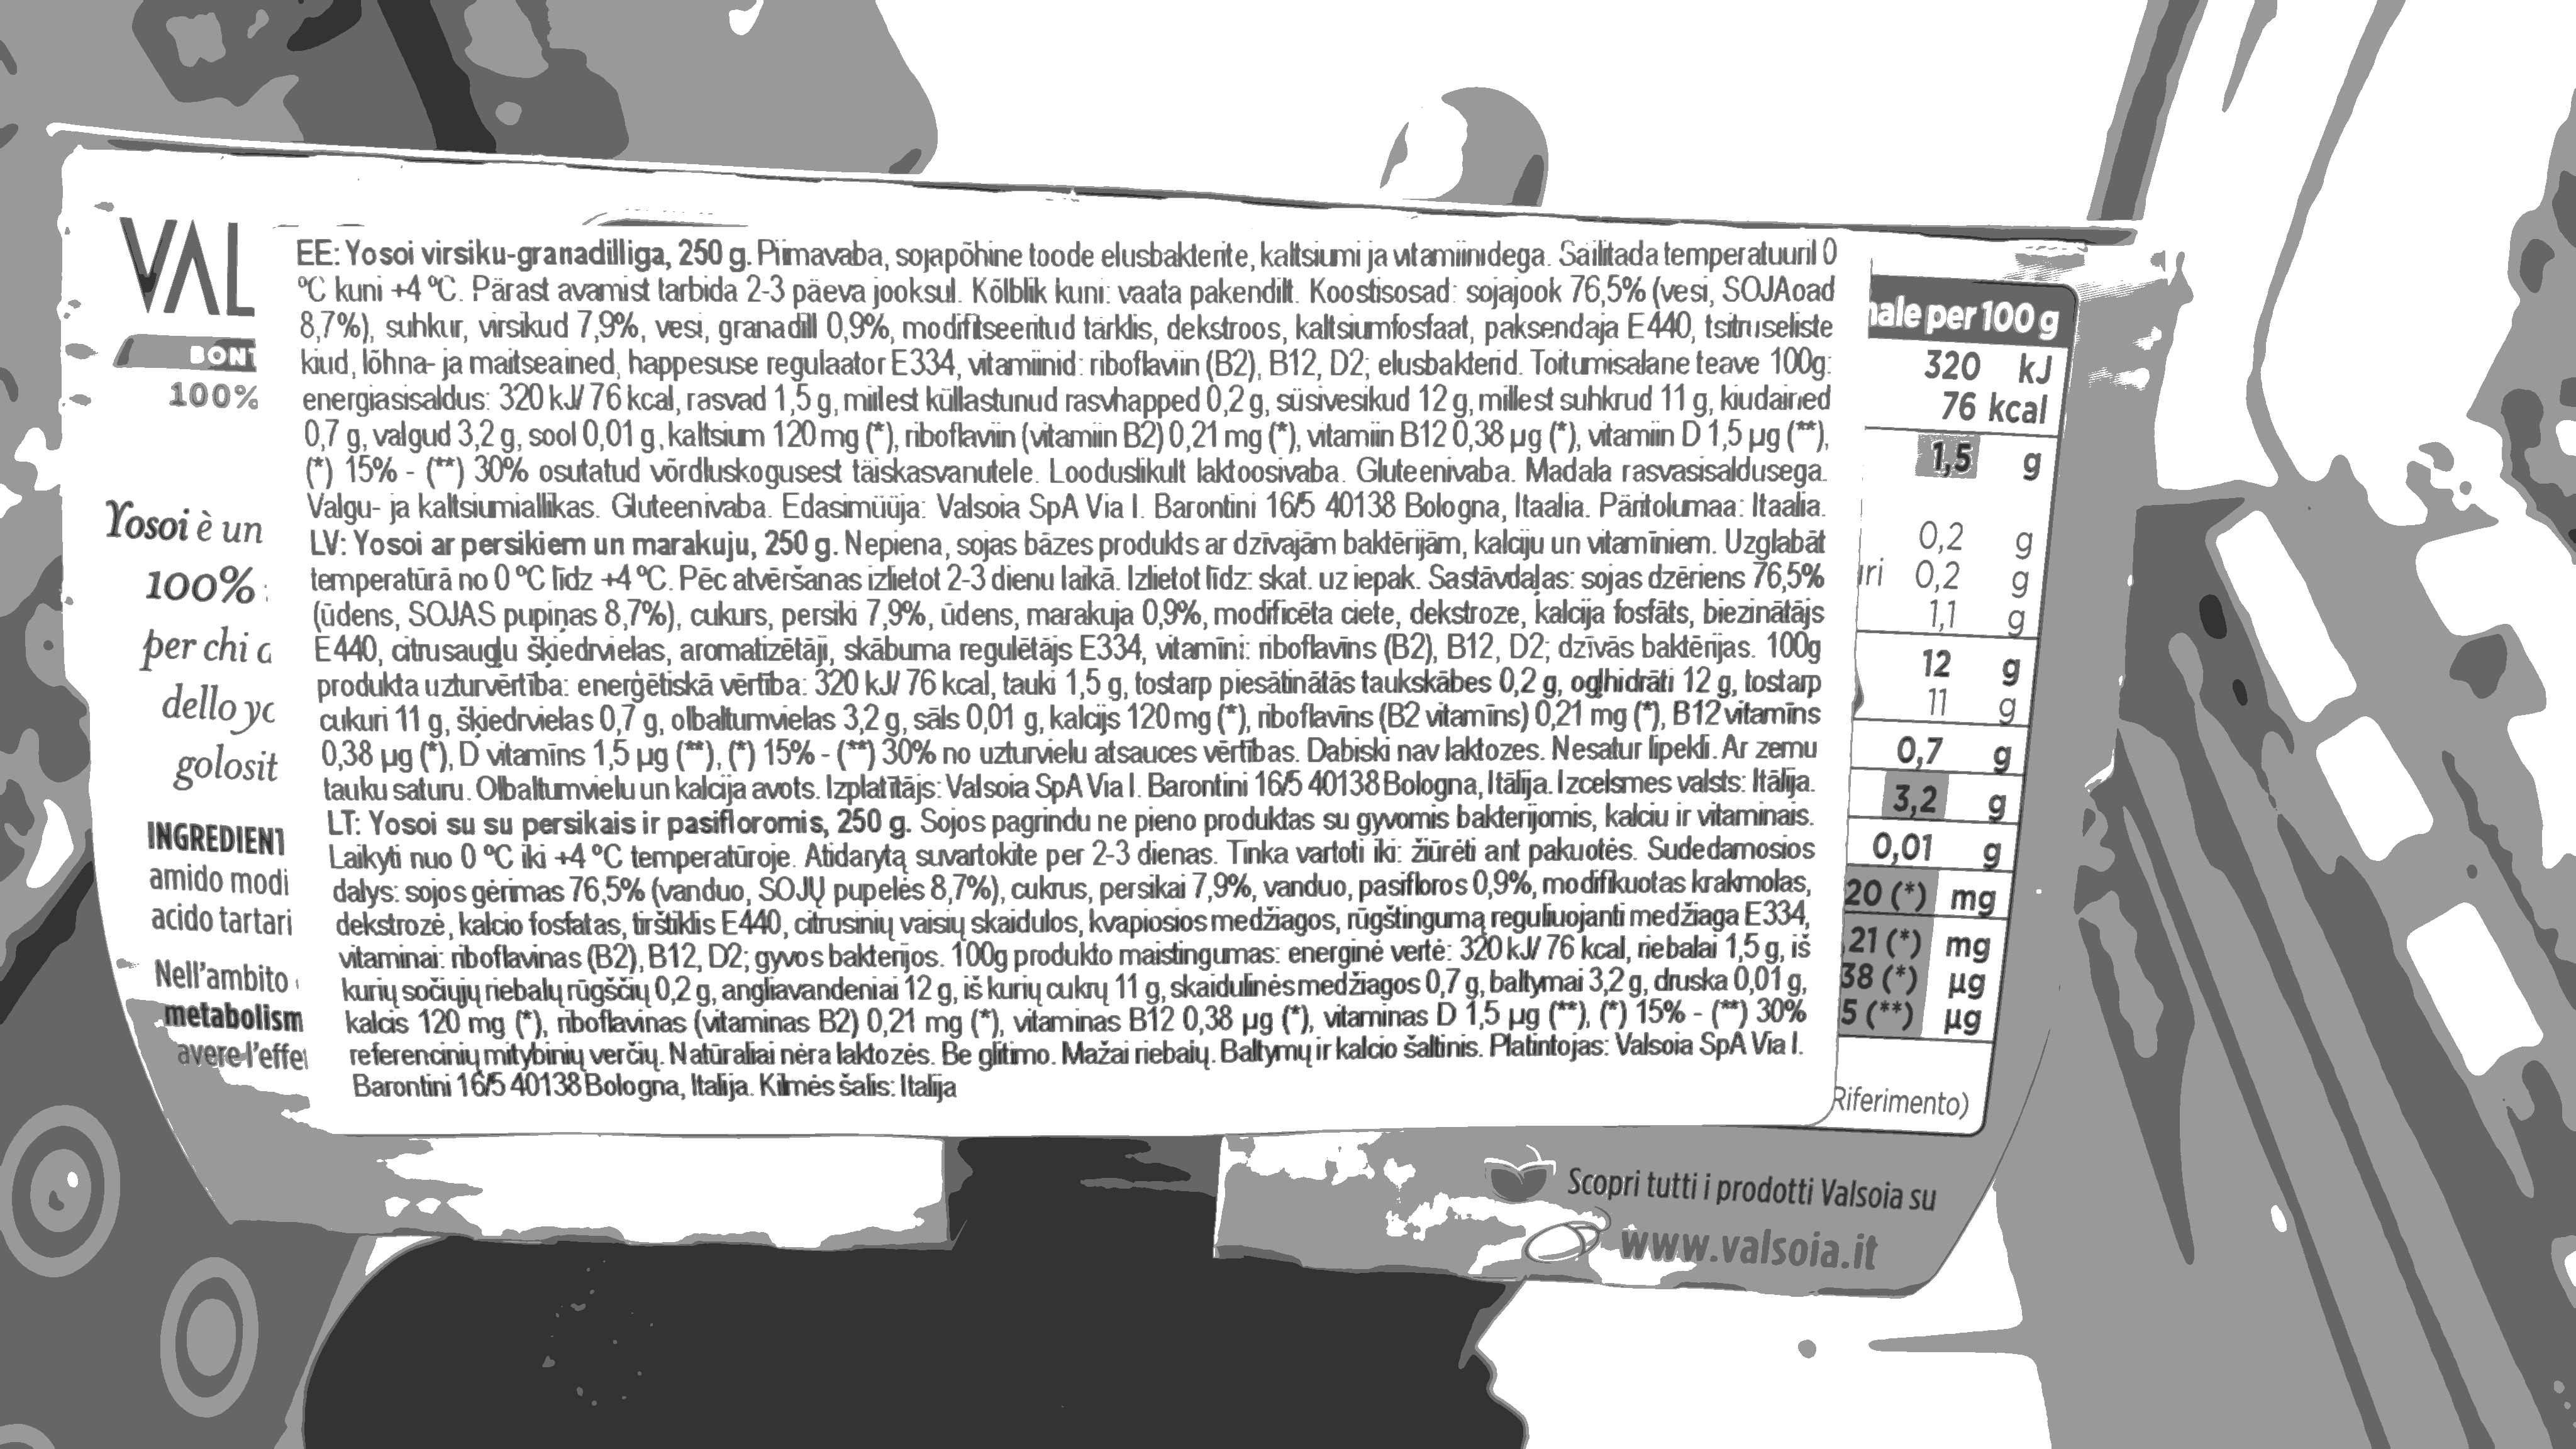 VAL
BONT
100%
Yosoi è un
100%
per chi
dello yo
golosit
INGREDIENT
amido modi
acido tartari
Nell'ambito
metabolism
avere l'effe
EE: Yosoi virsiku-granadilliga, 250 g. Piimavaba, sojapõhine toode elusbakterite, kaltsiumi ja vitamiinidega. Säilitada temperatuuril 0
°C kuni +4 °C. Pärast avamist tarbida 2-3 päeva jooksul. Kõlblik kuni: vaata pakendilt. Koostisosad: sojajook 76,5% (vesi, SOJAoad
8,7%), suhkur, virsikud 7,9%, vesi, granadill 0,9%, modifitseeritud tärklis, dekstroos, kaltsiumfosfaat, paksendaja E440, tsitruseliste
kiud, lõhna- ja maitseained, happesuse regulaator E334, vitamiinid: riboflaviin (B2), B12, D2; elusbakterid. Toitumisalane teave 100g:
energiasisaldus: 320 kJ/ 76 kcal, rasvad 1,5 g, millest küllastunud rasvhapped 0,2 g, süsivesikud 12 g, millest suhkrud 11 g, kiudained
0,7 g, valgud 3,2 g, sool 0,01 g, kaltsium 120 mg (*), riboflaviin (vitamiin B2) 0,21 mg (*), vitamiin B12 0,38 µg (*), vitamiin D 1,5 µg (**),
(*) 15% - (**) 30% osutatud võrdluskogusest täiskasvanutele. Looduslikult laktoosivaba. Gluteenivaba. Madala rasvasisaldusega.
Valgu- ja kaltsiumiallikas. Gluteenivaba. Edasimüüja: Valsoia SpA Via I. Barontini 16/5 40138 Bologna, Itaalia. Päritolumaa: Itaalia.
LV: Yosoi ar persikiem un marakuju, 250 g. Nepiena, sojas bāzes produkts ar dzīvajām baktērijām, kalciju un vitamīniem. Uzglabāt
temperatūrā no 0 °C līdz +4 °C. Pēc atvēršanas izlietot 2-3 dienu laikā. Izlietot līdz: skat. uz iepak. Sastāvdaļas: sojas dzēriens 76,5%
(ūdens, SOJAS pupiņas 8,7%), cukurs, persiki 7,9%, ūdens, marakuja 0,9%, modificēta ciete, dekstroze, kalcija fosfāts, biezinātājs
E440, citrusaugļu šķiedrvielas, aromatizētāji, skābuma regulētājs E334, vitamīni: riboflavīns (B2), B12, D2; dzīvās baktērijas. 100g
produkta uzturvērtība: enerģētiskā vērtība: 320 kJ/ 76 kcal, tauki 1,5 g, tostarp piesātinātās taukskābes 0,2 g, ogļhidrāti 12 g, tostarp
cukuri 11 g, šķiedrvielas 0,7 g, olbaltumvielas 3,2 g, sāls 0,01 g, kalcijs 120 mg (*), riboflavīns (B2 vitamīns) 0,21 mg (*), B12 vitamīns
0,38 µg (*), D vitamīns 1,5 µg (**), (*) 15% - (**) 30% no uzturvielu atsauces vērtības. Dabiski nav laktozes. Nesatur lipekli. Ar zemu
tauku saturu. Olbaltumvielu un kalcija avots. Izplatītājs: Valsoia SpA Via I. Barontini 16/5 40138 Bologna, Itālija. Izcelsmes valsts: Itālija.
LT: Yosoi su su persikais ir pasifloromis, 250 g. Sojos pagrindu ne pieno produktas su gyvomis bakterijomis, kalciu ir vitaminais.
Laikyti nuo 0 °C iki +4 °C temperatūroje. Atidarytą suvartokite per 2-3 dienas. Tinka vartoti iki: žiūrėti ant pakuotės. Sudedamosios
dalys: sojos gėrimas 76,5% (vanduo, SOJŲ pupelės 8,7%), cukrus, persikai 7,9%, vanduo, pasifloros 0,9%, modifikuotas krakmolas,
dekstrozė, kalcio fosfatas, tirštiklis E440, citrusinių vaisių skaidulos, kvapiosios medžiagos, rūgštingumą reguliuojanti medžiaga E334,
vitaminai: riboflavinas (B2), B12, D2; gyvos bakterijos. 100g produkto maistingumas: energinė vertė: 320 kJ/ 76 kcal, riebalai 1,5 g, iš
kurių sočiųjų riebalų rūgščių 0,2 g, angliavandeniai 12 g, iš kurių cukrų 11 g, skaidulinės medžiagos 0,7 g, baltymai 3,2 g, druska 0,01 g,
kalcis 120 mg (*), riboflavinas (vitaminas B2) 0,21 mg (*), vitaminas B12 0,38 µg (*), vitaminas D 1,5 µg (**), (*) 15% - (**) 30%
referencinių mitybinių verčių. Natūraliai nėra laktozės. Be glitimo. Mažai riebalų. Baltymų ir kalcio šaltinis. Platintojas: Valsoia SpA Via I.
Barontini 16/5 40138 Bologna, Italija. Kilmės šalis: Italija
nale per 100 g
320 kJ
76 kcal
1,5 g
0,2 g
uri 0,2 g
1,1 g
12 g
11 g
0,7 g
3,2 g
0,01 g
20 (*) mg
21 (*) mg
38 (*) µg
5 (**) µg
Riferimento)
Scopri tutti i prodotti Valsoia su
www.valsoia.it